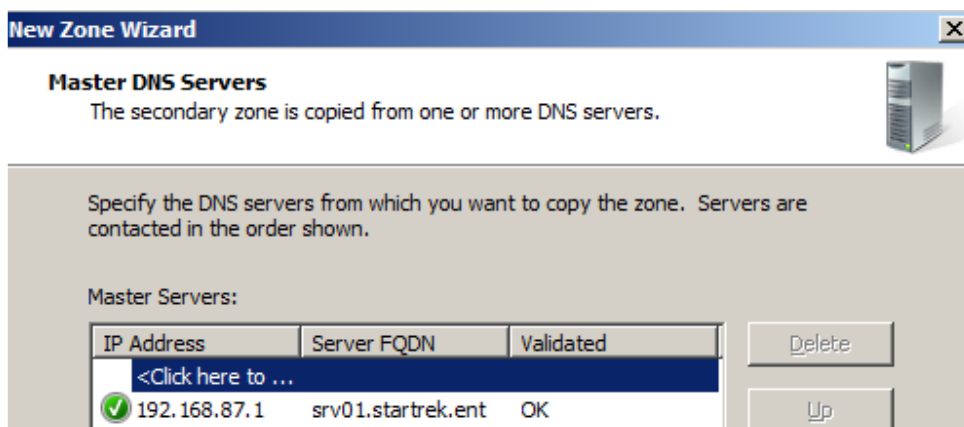 New Zone Wizard
Master DNS Servers
The secondary zone is copied from one or more DNS servers.
Specify the DNS servers from which you want to copy the zone. Servers are
contacted in the order shown.
Master Servers:
IP Address Server FQDN Validated
<Click here to ...
192.168.87.1 srv01.startrek.ent OK
Delete
Up